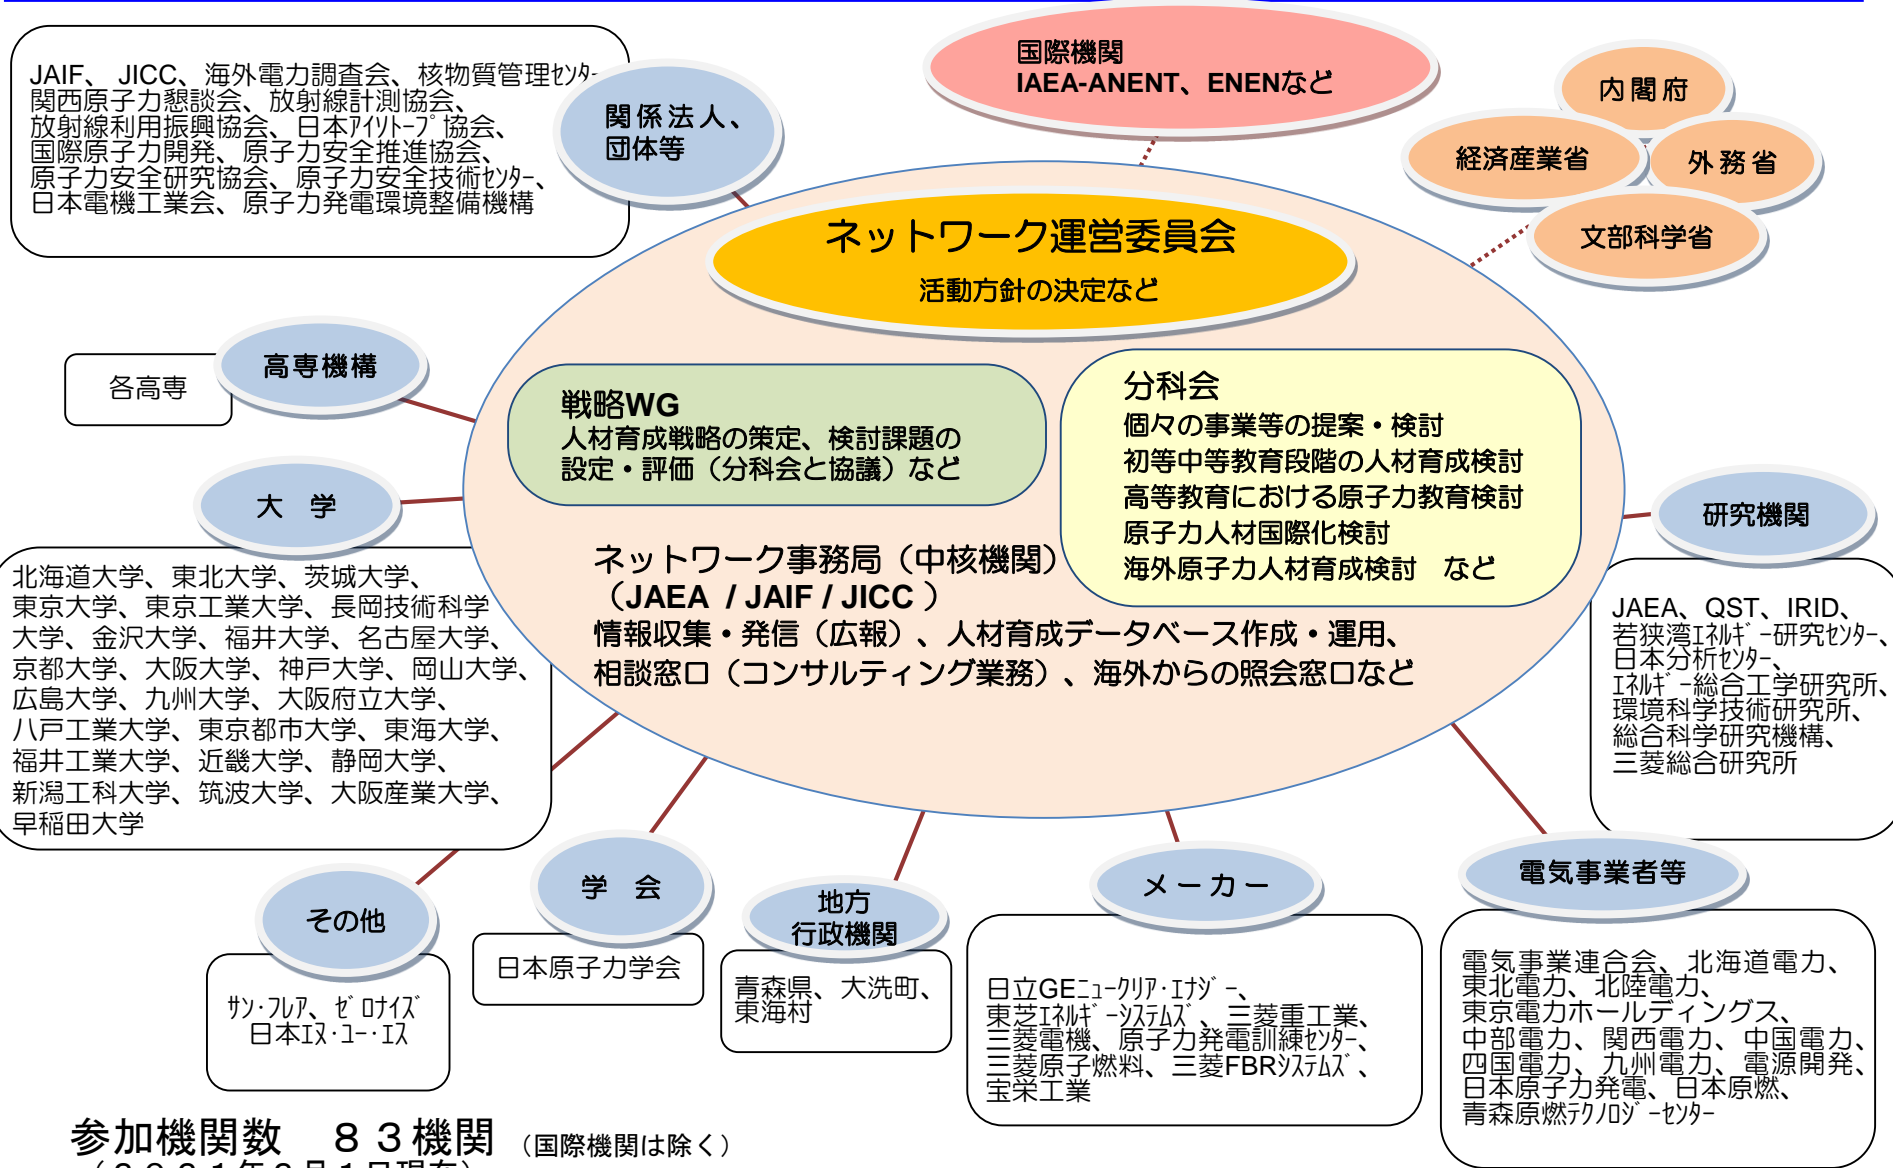 国際機関
IAEA-ANENT、ENENなど
内閣府
経済産業省
外務省
文部科学省
JAIF、 JICC、海外電力調査会、核物質管理ｾﾝﾀｰ
関西原子力懇談会、放射線計測協会、
放射線利用振興協会、日本ｱｲｿﾄｰﾌﾟ協会、
国際原子力開発、原子力安全推進協会、
原子力安全研究協会、原子力安全技術ｾﾝﾀｰ、
日本電機工業会、原子力発電環境整備機構
関係法人、
団体等
ネットワーク運営委員会
活動方針の決定など
高専機構
各高専
戦略WG
人材育成戦略の策定、検討課題の
設定・評価（分科会と協議）など
分科会
個々の事業等の提案・検討
初等中等教育段階の人材育成検討
高等教育における原子力教育検討
原子力人材国際化検討
海外原子力人材育成検討　など
ネットワーク事務局（中核機関）
（JAEA / JAIF / JICC ）
情報収集・発信（広報）、人材育成データベース作成・運用、
相談窓口（コンサルティング業務）、海外からの照会窓口など
大　学
北海道大学、東北大学、茨城大学、
東京大学、東京工業大学、長岡技術科学
大学、金沢大学、福井大学、名古屋大学、
京都大学、大阪大学、神戸大学、岡山大学、
広島大学、九州大学、大阪府立大学、
八戸工業大学、東京都市大学、東海大学、
福井工業大学、近畿大学、静岡大学、
新潟工科大学、筑波大学、大阪産業大学、
早稲田大学
研究機関
JAEA、QST、IRID、
若狭湾ｴﾈﾙｷﾞｰ研究ｾﾝﾀｰ、
日本分析ｾﾝﾀｰ、
ｴﾈﾙｷﾞｰ総合工学研究所、
環境科学技術研究所、
総合科学研究機構、
三菱総合研究所
その他
ｻﾝ･ﾌﾚｱ、ｾﾞﾛﾅｲｽﾞ
日本ｴﾇ･ﾕｰ･ｴｽ
学　会
日本原子力学会
地方
行政機関
青森県、大洗町、
東海村
メーカー
日立GEﾆｭｰｸﾘｱ･ｴﾅｼﾞｰ、
東芝ｴﾈﾙｷﾞｰｼｽﾃﾑｽﾞ、三菱重工業、
三菱電機、原子力発電訓練ｾﾝﾀｰ、
三菱原子燃料、三菱FBRｼｽﾃﾑｽﾞ、
宝栄工業
電気事業者等
電気事業連合会、北海道電力、
東北電力、北陸電力、
東京電力ホールディングス、
中部電力、関西電力、中国電力、
四国電力、九州電力、電源開発、
日本原子力発電、日本原燃、
青森原燃ﾃｸﾉﾛｼﾞｰｾﾝﾀｰ
参加機関数　８３機関 （国際機関は除く）